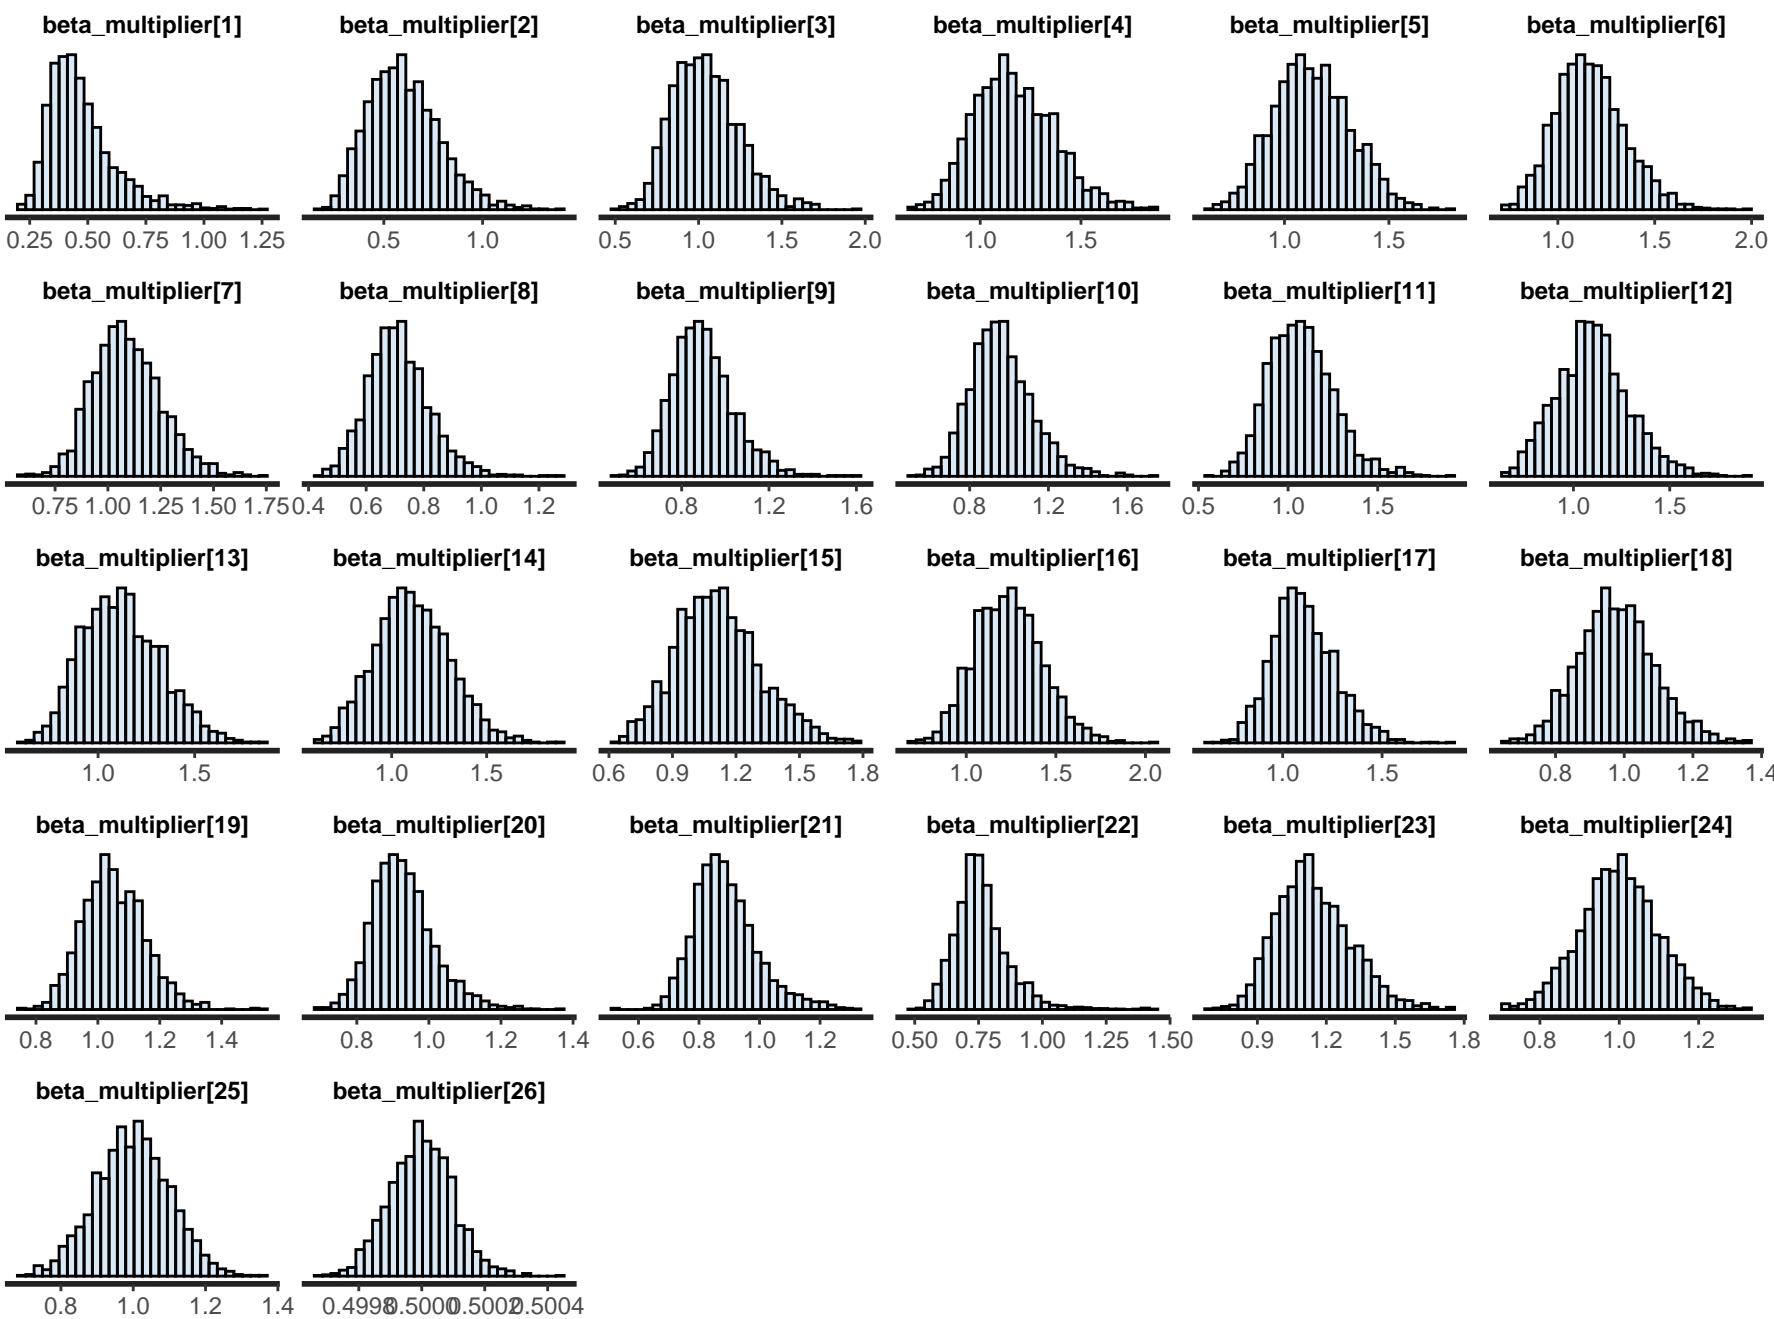 beta_multiplier[1] beta_multiplier[2] beta_multiplier[3] beta_multiplier[4] beta_multiplier[5] beta_multiplier[6]
0.25 0.50 0.75 1.00 1.25 0.5 1.0 0.5 1.0 1.5 2.0 1.0 1.5 1.0 1.5 1.0 1.5 2.0
beta_multiplier[7] beta_multiplier[8] beta_multiplier[9] beta_multiplier[10] beta_multiplier[11] beta_multiplier[12]
0.75 1.00 1.25 1.50 1.75 0.4 0.6 0.8 1.0 1.2 0.8 1.2 1.6 0.8 1.2 1.6 0.5 1.0 1.5 1.0 1.5
beta_multiplier[13] beta_multiplier[14] beta_multiplier[15] beta_multiplier[16] beta_multiplier[17] beta_multiplier[18]
1.0 1.5 1.0 1.5 0.6 0.9 1.2 1.5 1.8 1.0 1.5 2.0 1.0 1.5 0.8 1.0 1.2 1.4
beta_multiplier[19] beta_multiplier[20] beta_multiplier[21] beta_multiplier[22] beta_multiplier[23] beta_multiplier[24]
0.8 1.0 1.2 1.4 0.8 1.0 1.2 1.4 0.6 0.8 1.0 1.2 0.50 0.75 1.00 1.25 1.50 0.9 1.2 1.5 1.8 0.8 1.0 1.2
beta_multiplier[25] beta_multiplier[26]
0.8 1.0 1.2 1.4 0.4998 0.5000 0.5002 0.5004